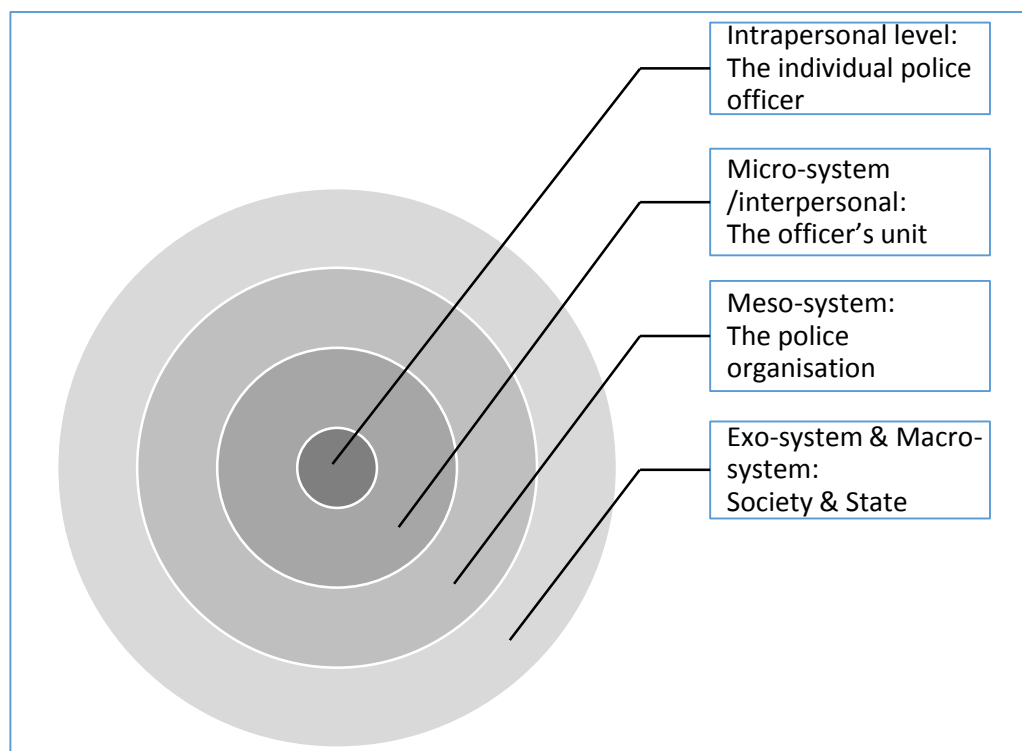 Intrapersonal level:
The individual police
officer
Micro-system
/interpersonal:
The officer’s unit
Meso-system:
The police
organisation
Exo-system & Macro-
system:
Society & State